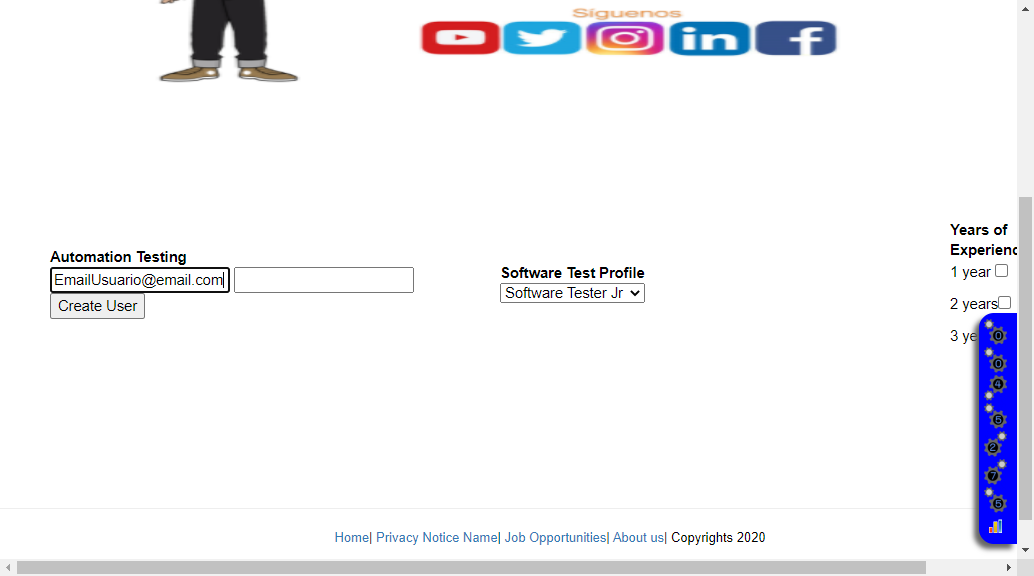 Síguenos
in
f
Years of
Experienc
Automation Testing
EmailUsuario@email.com
Software Test Profile
1 year
Software Tester Jr
Create User
2 years
3 ye
0
0
4
5
2
7
5
Home| Privacy Notice Name| Job Opportunities| About us| Copyrights 2020